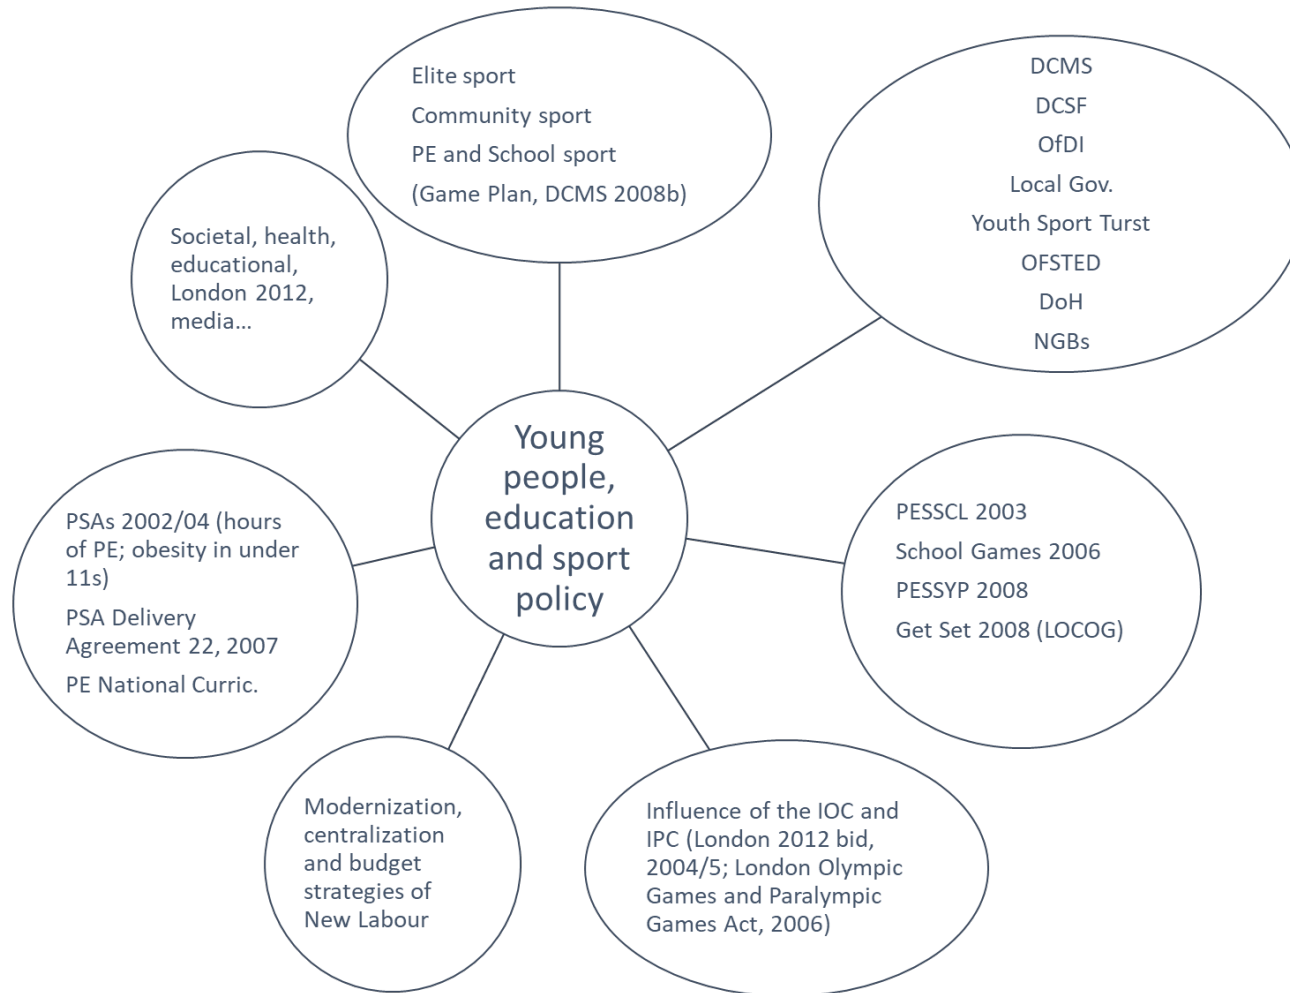 Elite sport
Community sport
PE and School sport
(Game Plan, DCMS 2008b)
DCMS
DCSF
OfDI
Local Gov.
Youth Sport Turst
OFSTED
DoH
NGBs
Societal, health,
educational,
London 2012,
media...
Young
people,
education
and sport
policy
PSAs 2002/04 (hours
of PE; obesity in under
11s)
PSA Delivery
Agreement 22, 2007
PE National Curric.
PESSCL 2003
School Games 2006
PESSYP 2008
Get Set 2008 (LOCOG)
Modernization,
centralization
and budget
strategies of
New Labour
Influence of the IOC and
IPC (London 2012 bid,
2004/5; London Olympic
Games and Paralympic
Games Act, 2006)